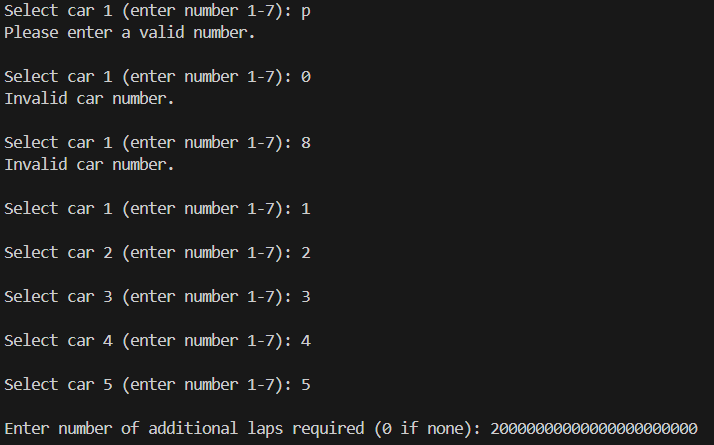 Select car 1 (enter number 1-7): p
Please enter a valid number.
Select car 1 (enter number 1-7): 0
Invalid car number.
Select car 1 (enter number 1-7): 8
Invalid car number.
Select car 1 (enter number 1-7): 1
Select car 2 (enter number 1-7): 2
Select car 3 (enter number 1-7): 3
Select car 4 (enter number 1-7): 4
Select car 5 (enter number 1-7): 5
Enter number of additional laps required (0 if none): 20000000000000000000000